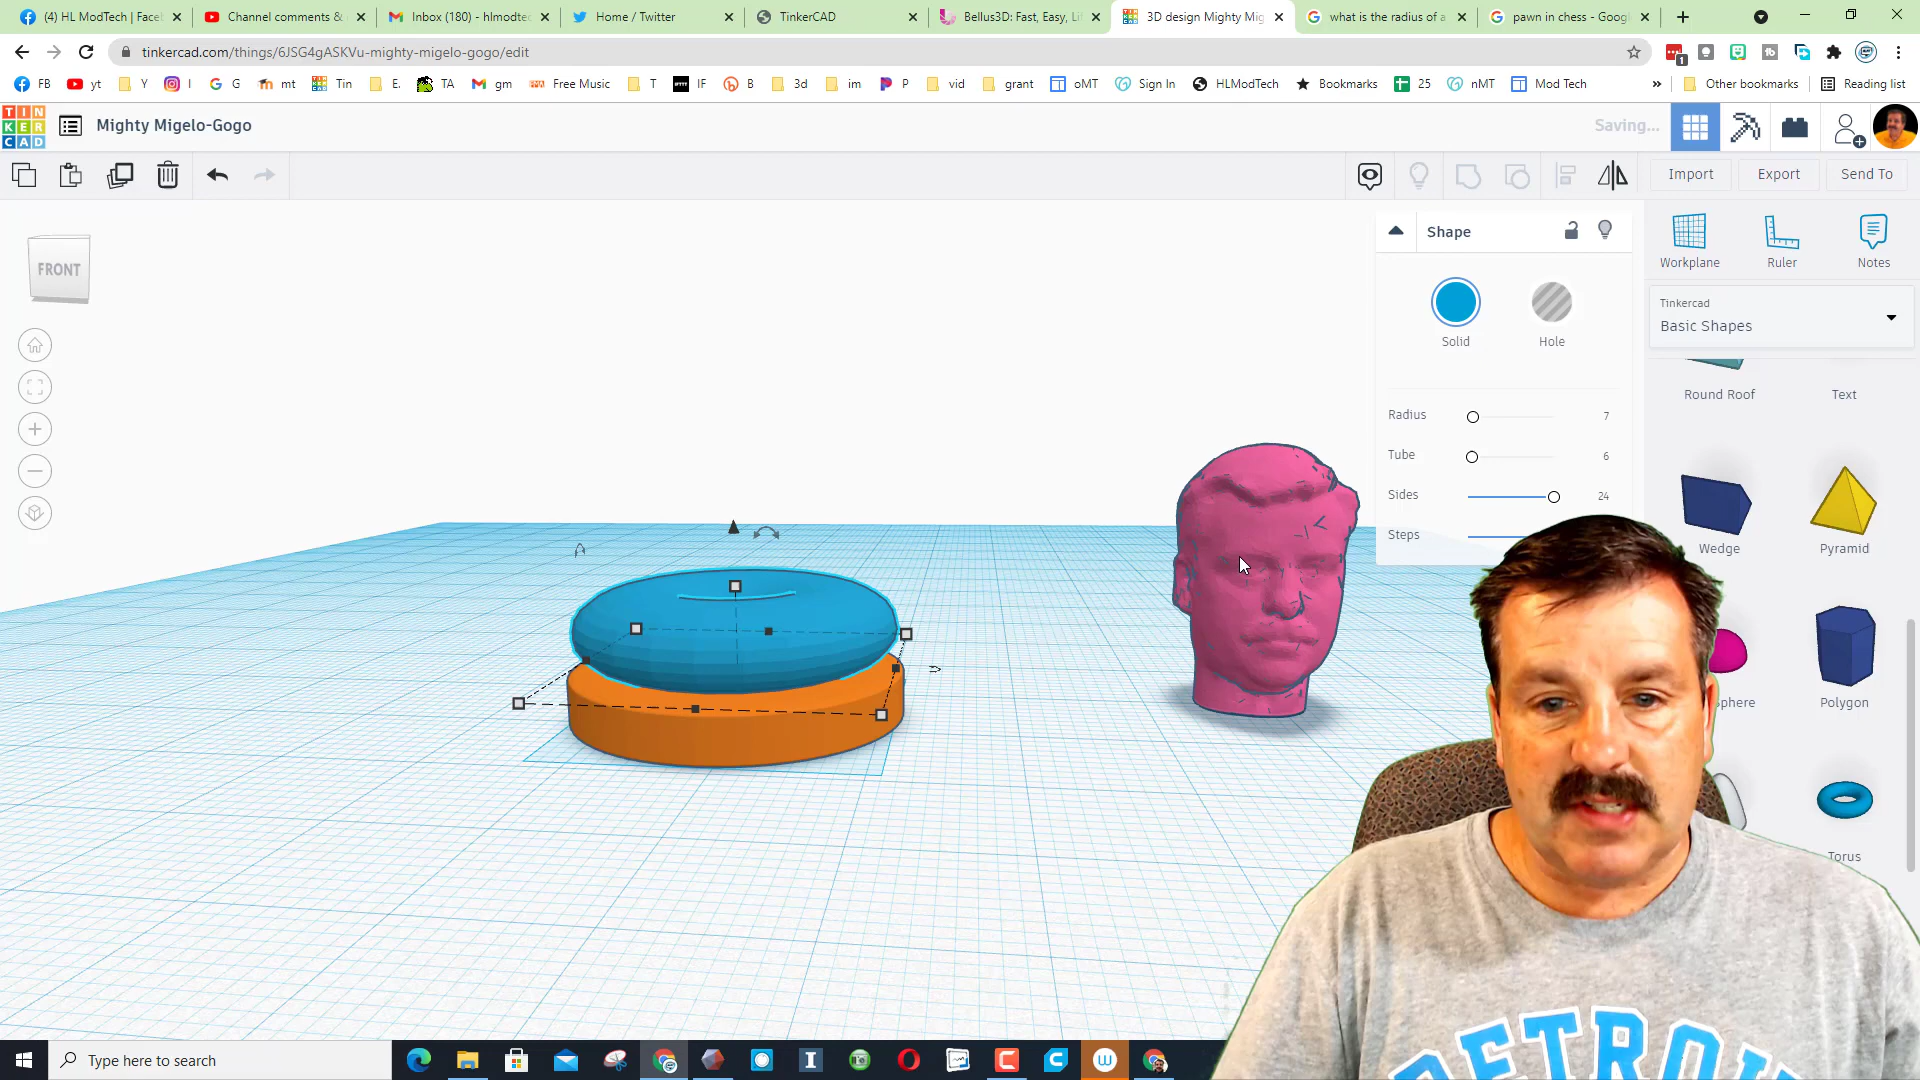 (4) HL ModTech | Face
Channel comments &
Inbox (180) - hlmodtec
Home / Twitter
TinkerCAD
Bellus3D: Fast, Easy, Li
3D design Mighty Mig
what is the radius of a
pawn in chess - Googl
tinkercad.com/things/6JSG4gASKVu-mighty-migelo-gogo/edit
1
FB
yt
Y
I
G
mt
Tin
E.
TA
gm
Free Music
T
IF
B
3d
im
P
vid
grant
oMT
Sign In
HLModTech
Bookmarks
25
nMT
Mod Tech
»
Other bookmarks
Reading list
TIN
KER
CAD
Mighty Migelo-Gogo
Saving...
Import
Export
Send To
FRONT
Shape
Workplane
Ruler
Notes
Solid
Hole
Tinkercad
Basic Shapes
Radius
7
Tube
6
Sides
24
Steps
Round Roof
Text
Wedge
Pyramid
phere
Polygon
Torus
DETROI
Type here to search